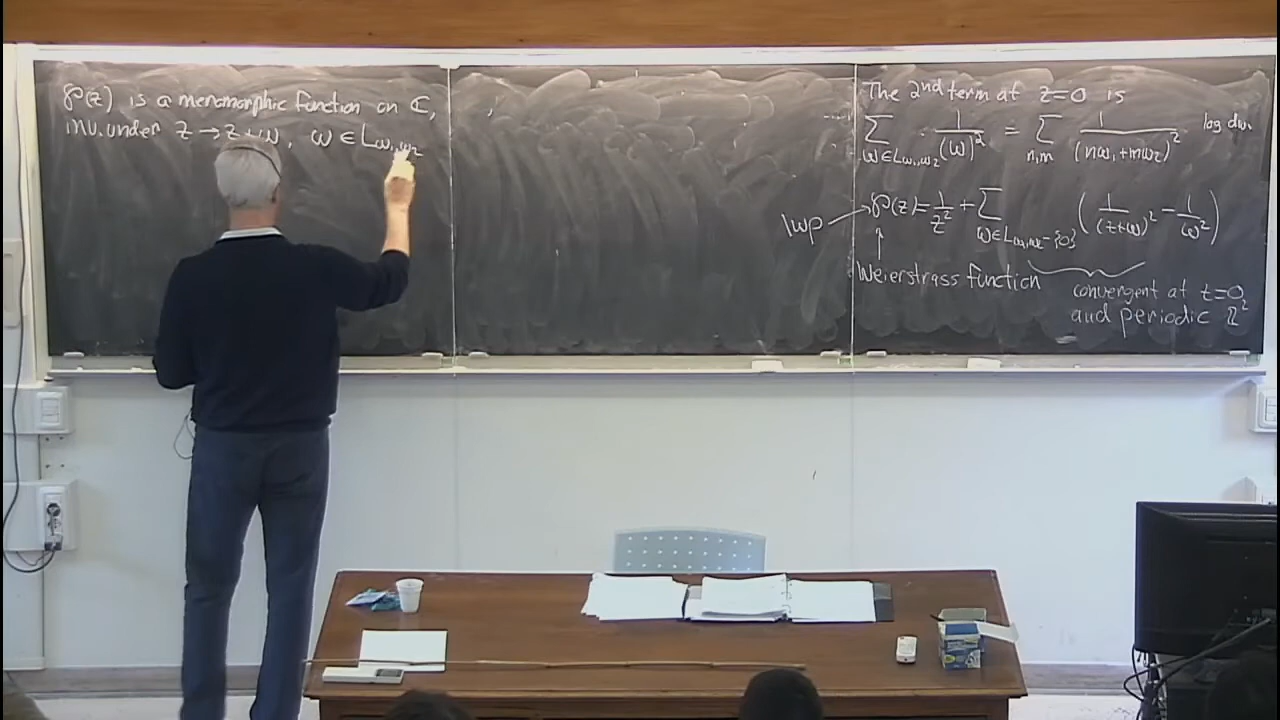 ℘(z) is a meromorphic function on ℂ,
inv. under z → z+ω, ω ∈ L_{ω₁,ω₂}
The 2nd term at z=0 is
∑_{ω∈L_{ω₁,ω₂}} 1/(ω)² = ∑_{n,m} 1/(nω₁+mω₂)² log div.
\wp → ℘(z) = 1/z² + ∑_{ω∈L_{ω₁,ω₂}-{0}} (1/(z+ω)² - 1/ω²)
Weierstrass function
convergent at z=0
and periodic ℤ²